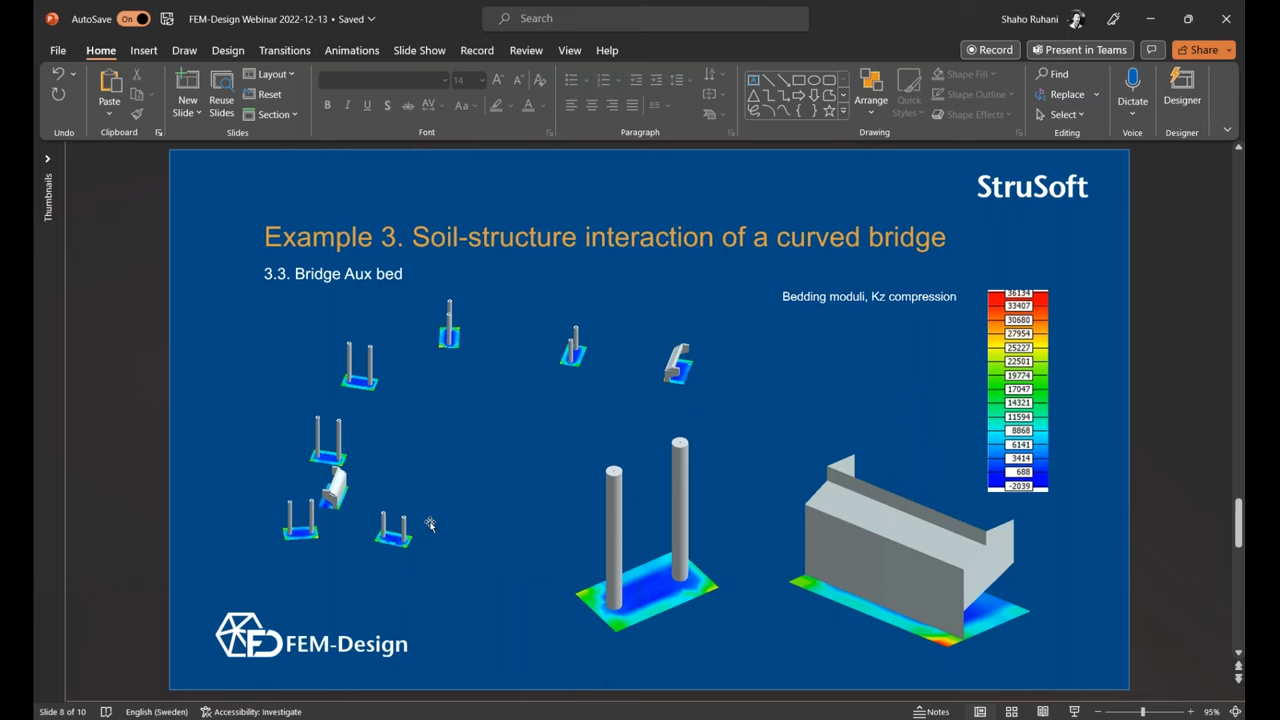 AutoSave On FEM-Design Webinar 2022-12-13 • Saved Search Shaho Ruhani
File Home Insert Draw Design Transitions Animations Slide Show Record Review View Help Record Present in Teams Share
Undo
Paste
Clipboard
New Slide
Reuse Slides
Layout
Reset
Section
Slides
14
Font
Paragraph
Arrange
Quick Styles
Shape Fill
Shape Outline
Shape Effects
Drawing
Find
Replace
Select
Editing
Dictate
Voice
Designer
Designer
Thumbnails
StruSoft
Example 3. Soil-structure interaction of a curved bridge
3.3. Bridge Aux bed
Bedding moduli, Kz compression
36134
33407
30680
27954
25227
22501
19774
17047
14321
11594
8868
6141
3414
688
-2039
FEM-Design
Slide 8 of 10 English (Sweden) Accessibility: Investigate Notes 95%